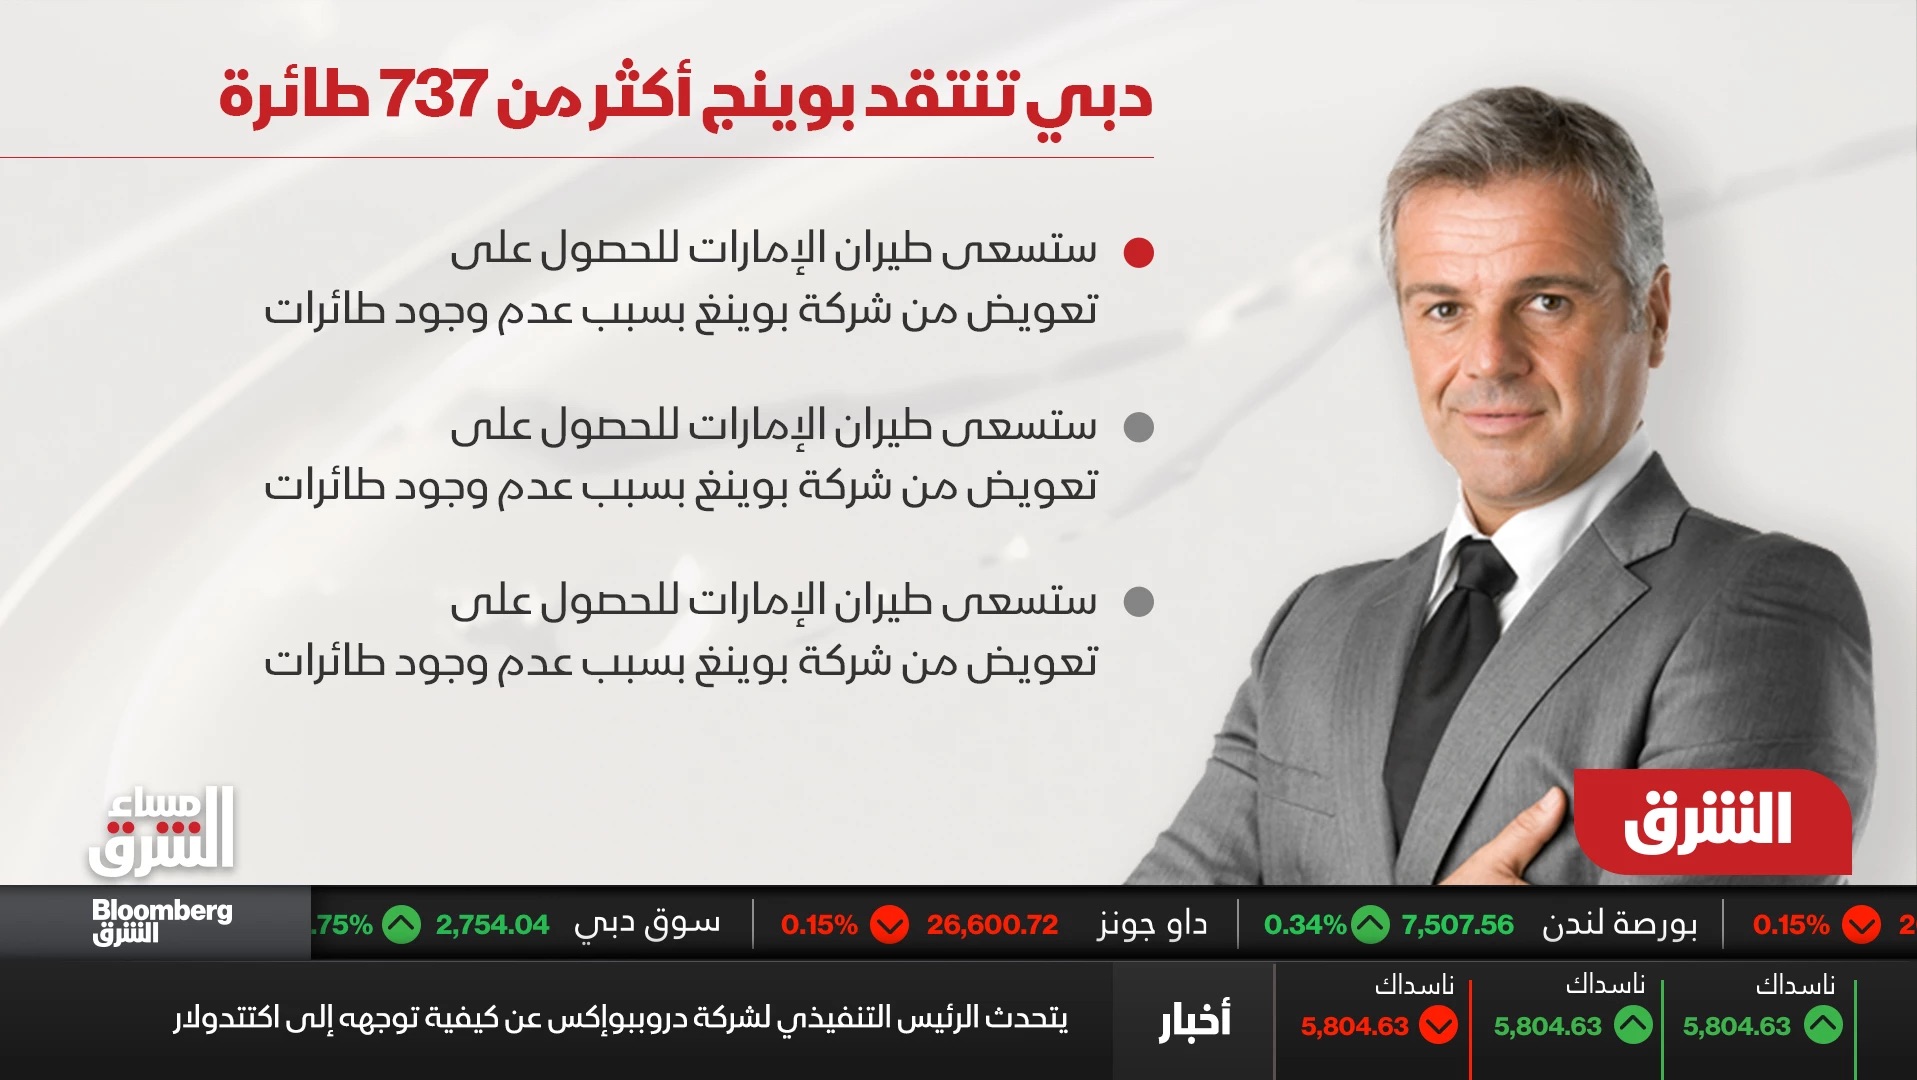 دبي تنتقد بوينج أكثر من 737 طائرة
ستسعى طيران الإمارات للحصول على
تعويض من شركة بوينغ بسبب عدم وجود طائرات
ستسعى طيران الإمارات للحصول على
تعويض من شركة بوينغ بسبب عدم وجود طائرات
ستسعى طيران الإمارات للحصول على
تعويض من شركة بوينغ بسبب عدم وجود طائرات
الشرق
مساء
الشرق
0.15%
بورصة لندن 7,507.56 0.34%
داو جونز 26,600.72 0.15%
سوق دبي 2,754.04 .75%
Bloomberg
الشرق
ناسداك
5,804.63
ناسداك
5,804.63
ناسداك
5,804.63
أخبار
يتحدث الرئيس التنفيذي لشركة دروببوإكس عن كيفية توجهه إلى اكتتدولار